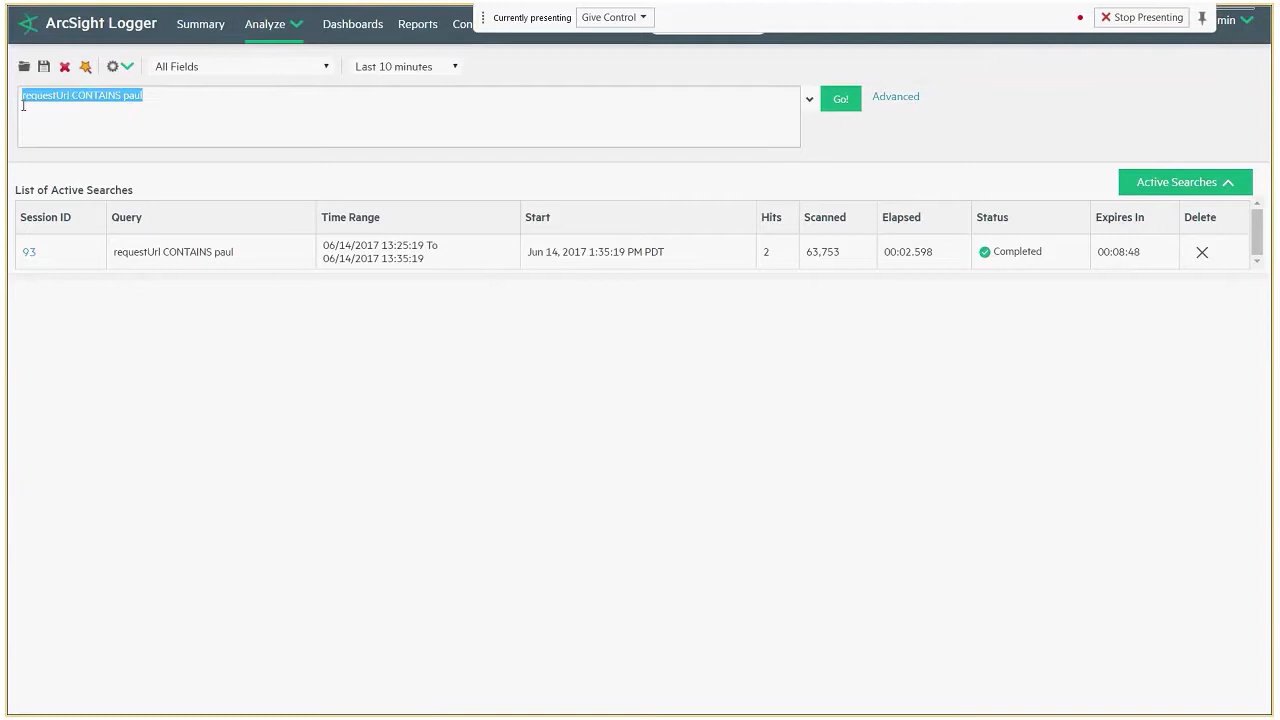 ArcSight Logger Summary Analyze Dashboards Reports Con
Currently presenting Give Control Stop Presenting min
All Fields Last 10 minutes
requestUrl CONTAINS paul
Go! Advanced
Active Searches
List of Active Searches
Session ID Query Time Range Start Hits Scanned Elapsed Status Expires In Delete
93 requestUrl CONTAINS paul 06/14/2017 13:25:19 To Jun 14, 2017 1:35:19 PM PDT 2 63,753 00:02.598 Completed 00:08:48
06/14/2017 13:35:19